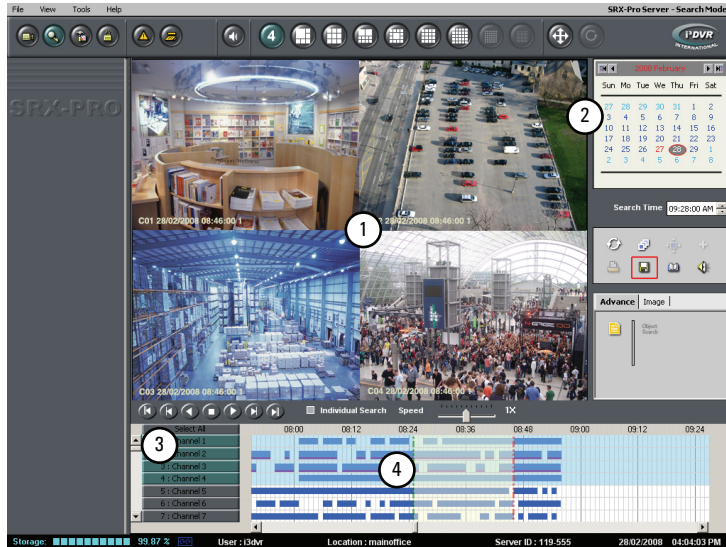 File View Tools Help
SRX-Pro Server - Search Mode
4
i3DVR
INTERNATIONAL
SRX-PRO
2008 February
Sun Mo Tue We Thu Fri Sat
27 28 29 30 31 1 2
3 4 5 6 7 8 9
10 11 12 13 14 15 16
17 18 19 20 21 22 23
24 25 26 27 28 29 1
2 3 4 5 6 7 8
2
Search Time 09:28:00 AM
Advance Image
Object
Search
C01 28/02/2008 08:46:00 1
C02 28/02/2008 08:46:00 1
1
C03 28/02/2008 08:46:00 1
C04 28/02/2008 08:46:00 1
Individual Search Speed 1X
Select All
08:00 08:12 08:24 08:36 08:48 09:00 09:12 09:24
3
Channel 1
Channel 2
3 : Channel 3
4 : Channel 4
5 : Channel 5
6 : Channel 6
7 : Channel 7
4
Storage: 99.87 % User : i3dvr Location : mainoffice Server ID : 119-555 28/02/2008 04:04:03 PM